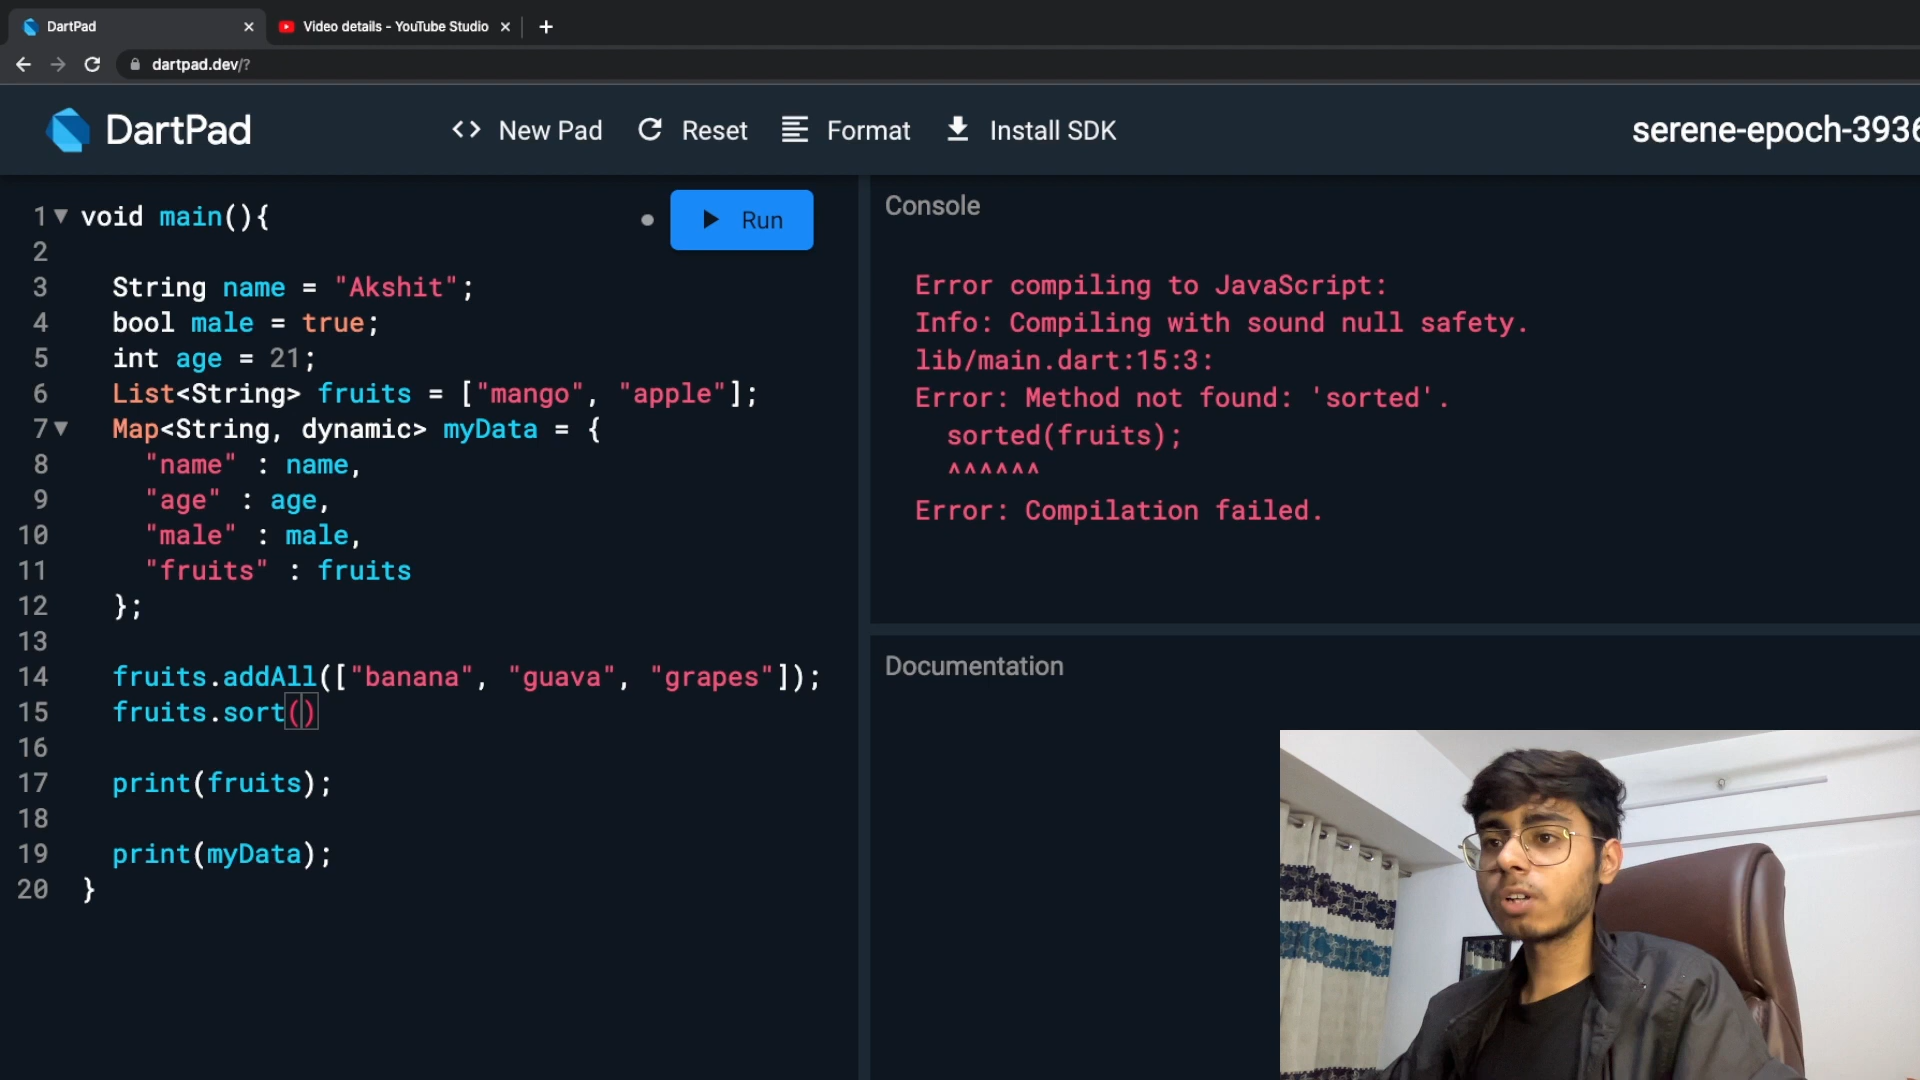 DartPad
Video details - YouTube Studio
dartpad.dev/?
DartPad
<> New Pad
Reset
Format
Install SDK
serene-epoch-3936
Run
1 void main(){
2
3 String name = "Akshit";
4 bool male = true;
5 int age = 21;
6 List<String> fruits = ["mango", "apple"];
7 Map<String, dynamic> myData = {
8 "name" : name,
9 "age" : age,
10 "male" : male,
11 "fruits" : fruits
12 };
13
14 fruits.addAll(["banana", "guava", "grapes"]);
15 fruits.sort()
16
17 print(fruits);
18
19 print(myData);
20 }
Console
Error compiling to JavaScript:
Info: Compiling with sound null safety.
lib/main.dart:15:3:
Error: Method not found: 'sorted'.
sorted(fruits);
^^^^^^
Error: Compilation failed.
Documentation